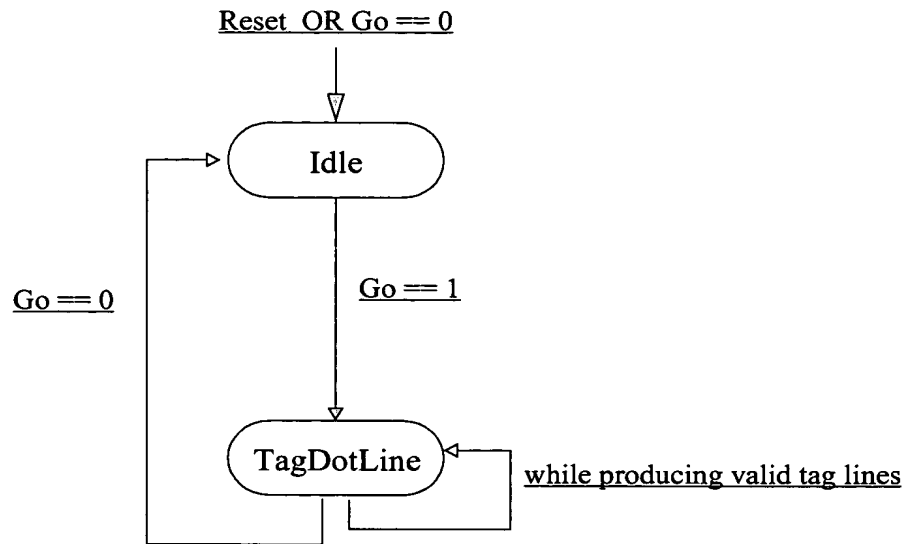 Reset OR Go == 0
Idle
Go == 0
Go == 1
TagDotLine
while producing valid tag lines